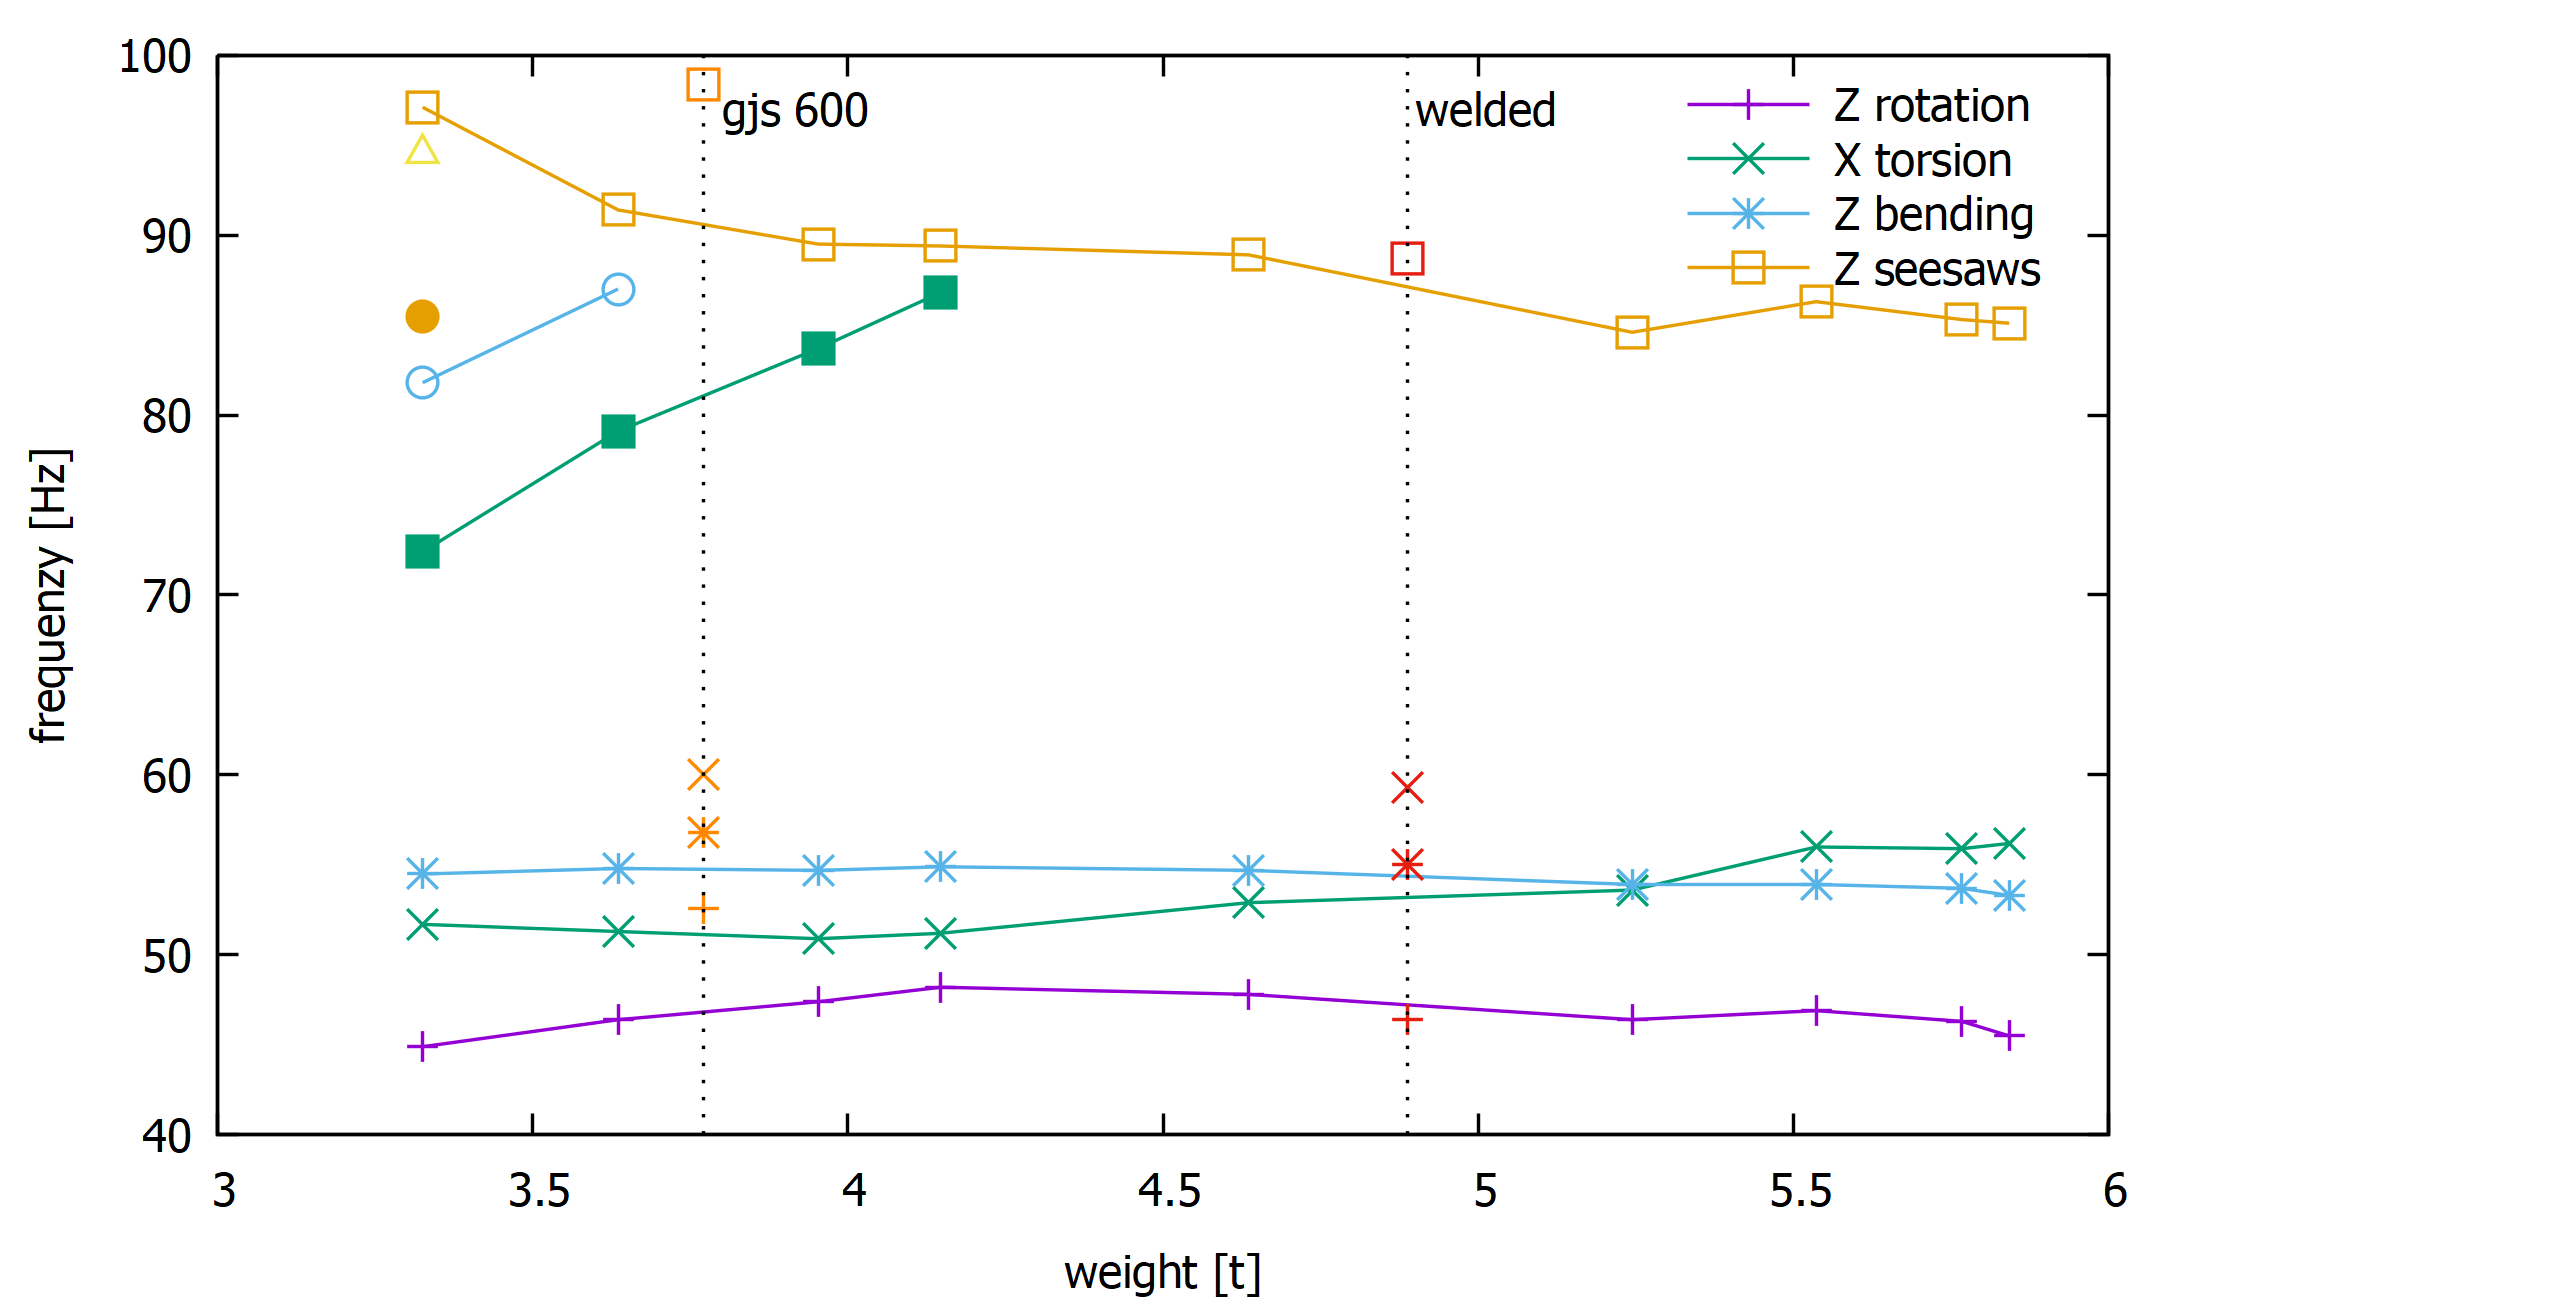 100
90
80
70
60
50
40
3 3.5 4 4.5 5 5.5 6
frequenzy [Hz]
weight [t]
gjs 600
welded
Z rotation
X torsion
Z bending
Z seesaws